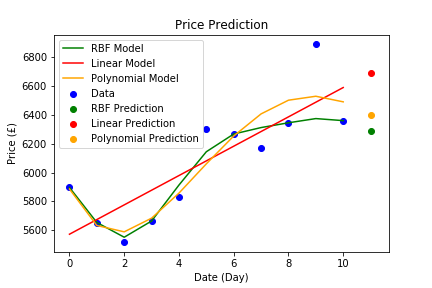 Price Prediction
RBF Model
Linear Model
Polynomial Model
Data
RBF Prediction
Linear Prediction
Polynomial Prediction
Price (£)
6800
6600
6400
6200
6000
5800
5600
0 2 4 6 8 10
Date (Day)